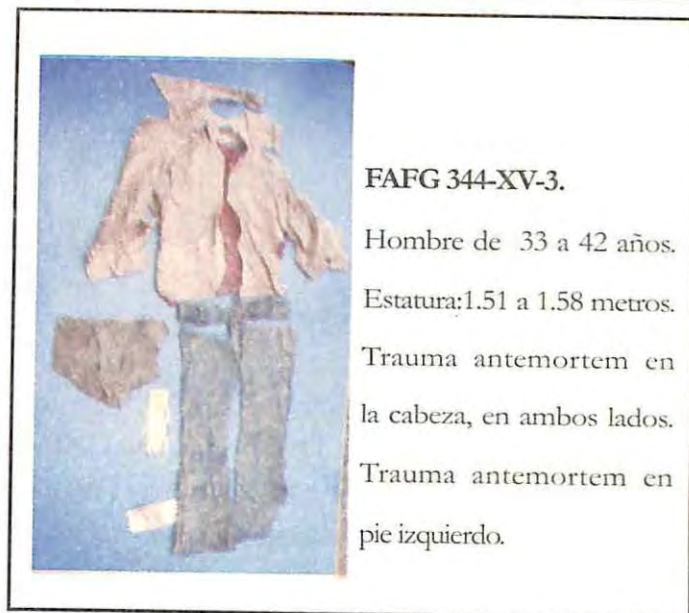 FAFG 344-XV-3.
Hombre de 33 a 42 años.
Estatura:1.51 a 1.58 metros.
Trauma antemortem en
la cabeza, en ambos lados.
Trauma antemortem en
pie izquierdo.